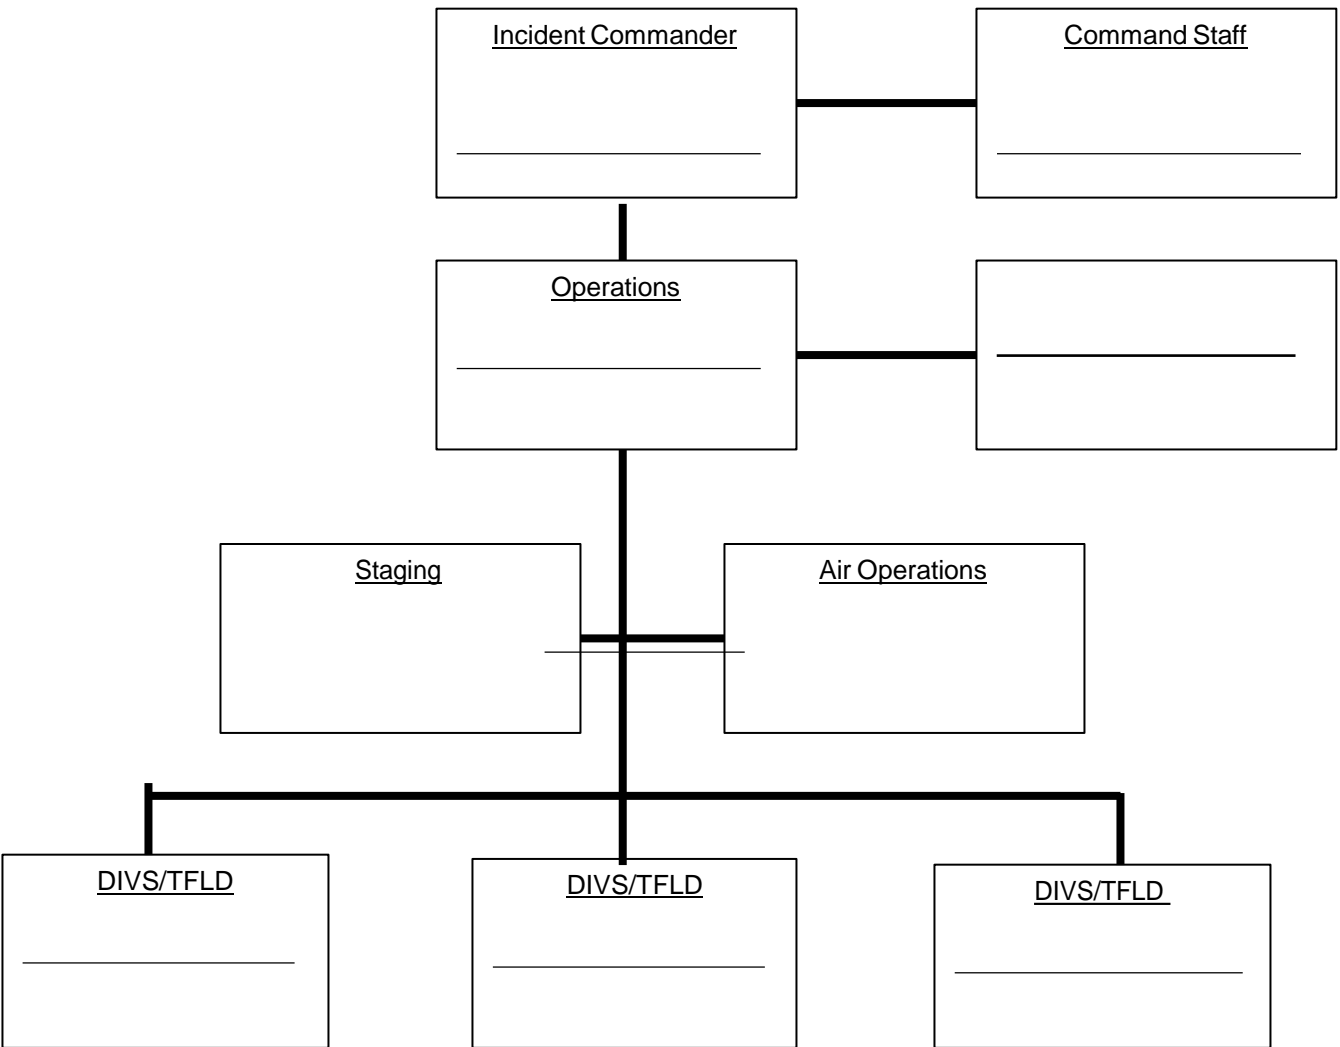 Incident Commander
Command Staff
Operations
Staging
Air Operations
DIVS/TFLD
DIVS/TFLD
DIVS/TFLD